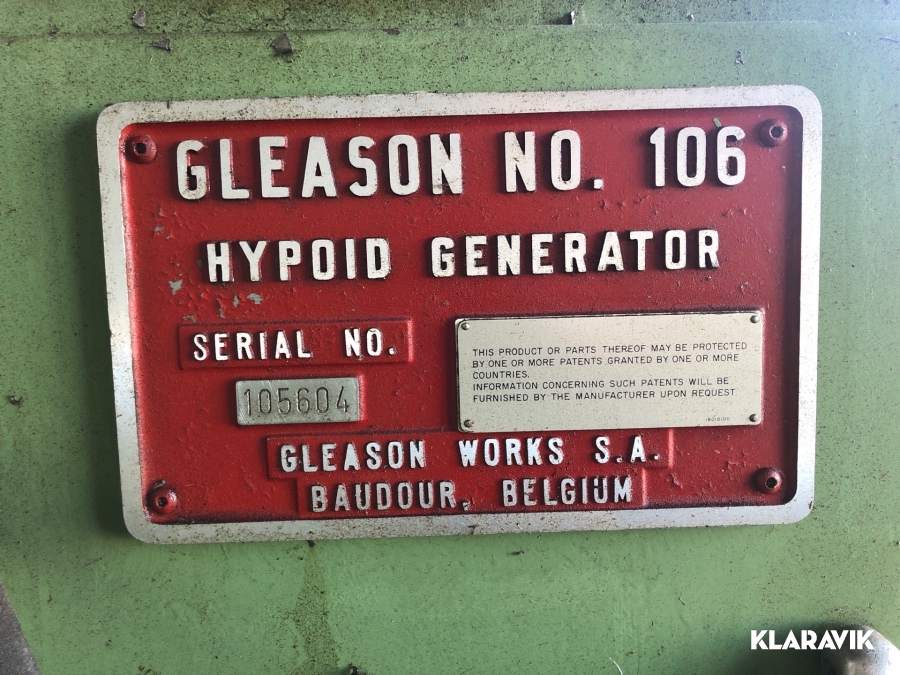 GLEASON NO. 106
HYPOID GENERATOR
SERIAL NO.
105604
THIS PRODUCT OR PARTS THEREOF MAY BE PROTECTED
BY ONE OR MORE PATENTS GRANTED BY ONE OR MORE
COUNTRIES.
INFORMATION CONCERNING SUCH PATENTS WILL BE
FURNISHED BY THE MANUFACTURER UPON REQUEST
GLEASON WORKS S.A.
BAUDOUR, BELGIUM
KLARAVIK